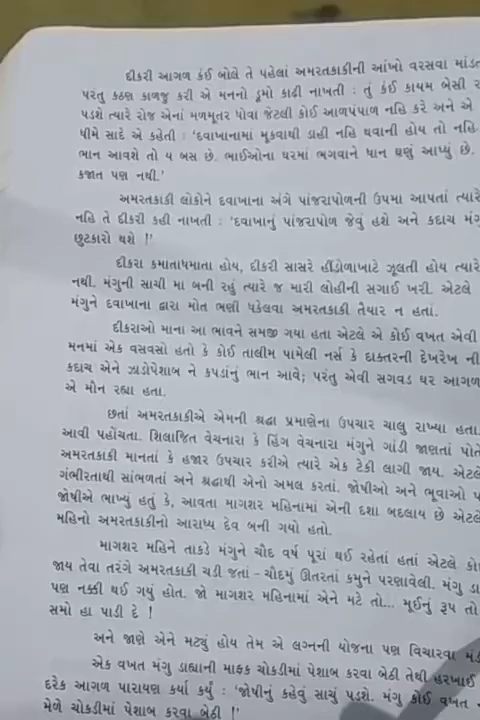 દીકરી આગળ કંઈ બોલે તે પહેલાં અમરતકાકીની આંખો વરસવા માંડત
પરંતુ કઠણ કાળજુ કરી એ મનનો ડૂમો કાઢી નાખતી : તું કંઈ કાયમ બેસી ર
પડશે ત્યારે રોજ એનાં મળમૂતર ધોવા જેટલી કોઈ આળપંપાળ નહિ કરે અને એ
ધીમે સાદે એ કહેતી : 'દવાખાનામાં મૂકવાથી ડાહી નહિ થવાની હોય તો નહિ
ભાન આવશે તો ય બસ છે. ભાઈઓના ઘરમાં ભગવાને ધાન ઘણું આપ્યું છે.
કજાત પણ નથી.'
અમરતકાકી લોકોને દવાખાના અંગે પાંજરાપોળની ઉપમા આપતાં ત્યારે
નહિ તે દીકરી કહી નાખતી : 'દવાખાનું પાંજરાપોળ જેવું હશે અને કદાચ મંગ
છુટકારો થશે !'
દીકરા કમાતાધમાતા હોય, દીકરી સાસરે હીંડોળાખાટે ઝૂલતી હોય ત્યારે
નથી. મંગુની સાચી મા બની રહું ત્યારે જ મારી લોહીની સગાઈ ખરી. એટલે
મંગુને દવાખાના દ્વારા મોત ભણી ધકેલવા અમરતકાકી તૈયાર ન હતાં.
દીકરાઓ માના આ ભાવને સમજી ગયા હતા એટલે એ કોઈ વખત એવી
મનમાં એક વસવસો હતો કે કોઈ તાલીમ પામેલી નર્સ કે દાક્તરની દેખરેખ ની
કદાચ એને ઝાડોપેશાબ ને કપડાંનું ભાન આવે; પરંતુ એવી સગવડ ઘર આગળ
એ મૌન રહ્યા હતા.
છતાં અમરતકાકીએ એમની શ્રદ્ધા પ્રમાણેના ઉપચાર ચાલુ રાખ્યા હતા.
આવી પહોંચતા. શિલાજિત વેચનારા કે હિંગ વેચનારા મંગુને ગાંડી જાણતાં પોતે
અમરતકાકી માનતાં કે હજાર ઉપચાર કરીએ ત્યારે એક ટેકી લાગી જાય. એટલે
ગંભીરતાથી સાંભળતાં અને શ્રદ્ધાથી એનો અમલ કરતાં. જોષીઓ અને ભૂવાઓ પ
જોષીએ ભાખ્યું હતું કે, આવતા માગશર મહિનામાં એની દશા બદલાય છે એટલે
મહિનો અમરતકાકીનો આરાધ્ય દેવ બની ગયો હતો.
માગશર મહિને તાકડે મંગુને ચૌદ વર્ષ પૂરાં થઈ રહેતાં હતાં એટલે કો
જાય તેવા તરંગે અમરતકાકી ચડી જતાં - ચૌદમું ઊતરતાં કમુને પરણાવેલી. મંગુ ડા
પણ નક્કી થઈ ગયું હોત. જો માગશર મહિનામાં એને મટે તો... મૂઈનું રૂપ તો
સમો હા પાડી દે !
અને જાણે એને મટ્યું હોય તેમ એ લગ્નની યોજના પણ વિચારવા મં
એક વખત મંગુ ડાહ્યાની માફક ચોકડીમાં પેશાબ કરવા બેઠી તેથી હરખાઈ
દરેક આગળ પારાયણ કર્યા કર્યું : 'જોષીનું કહેવું સાચું પડશે. મંગુ કોઈ વખત ન
મેળે ચોકડીમાં પેશાબ કરવા બેઠી !'